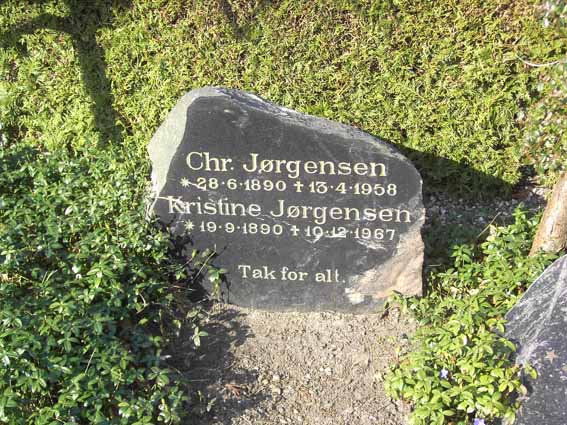 Chr. Jørgensen
*28·6·1890 †13·4·1958
Kristine Jørgensen
*19·9·1890 †10·12·1967
Tak for alt.